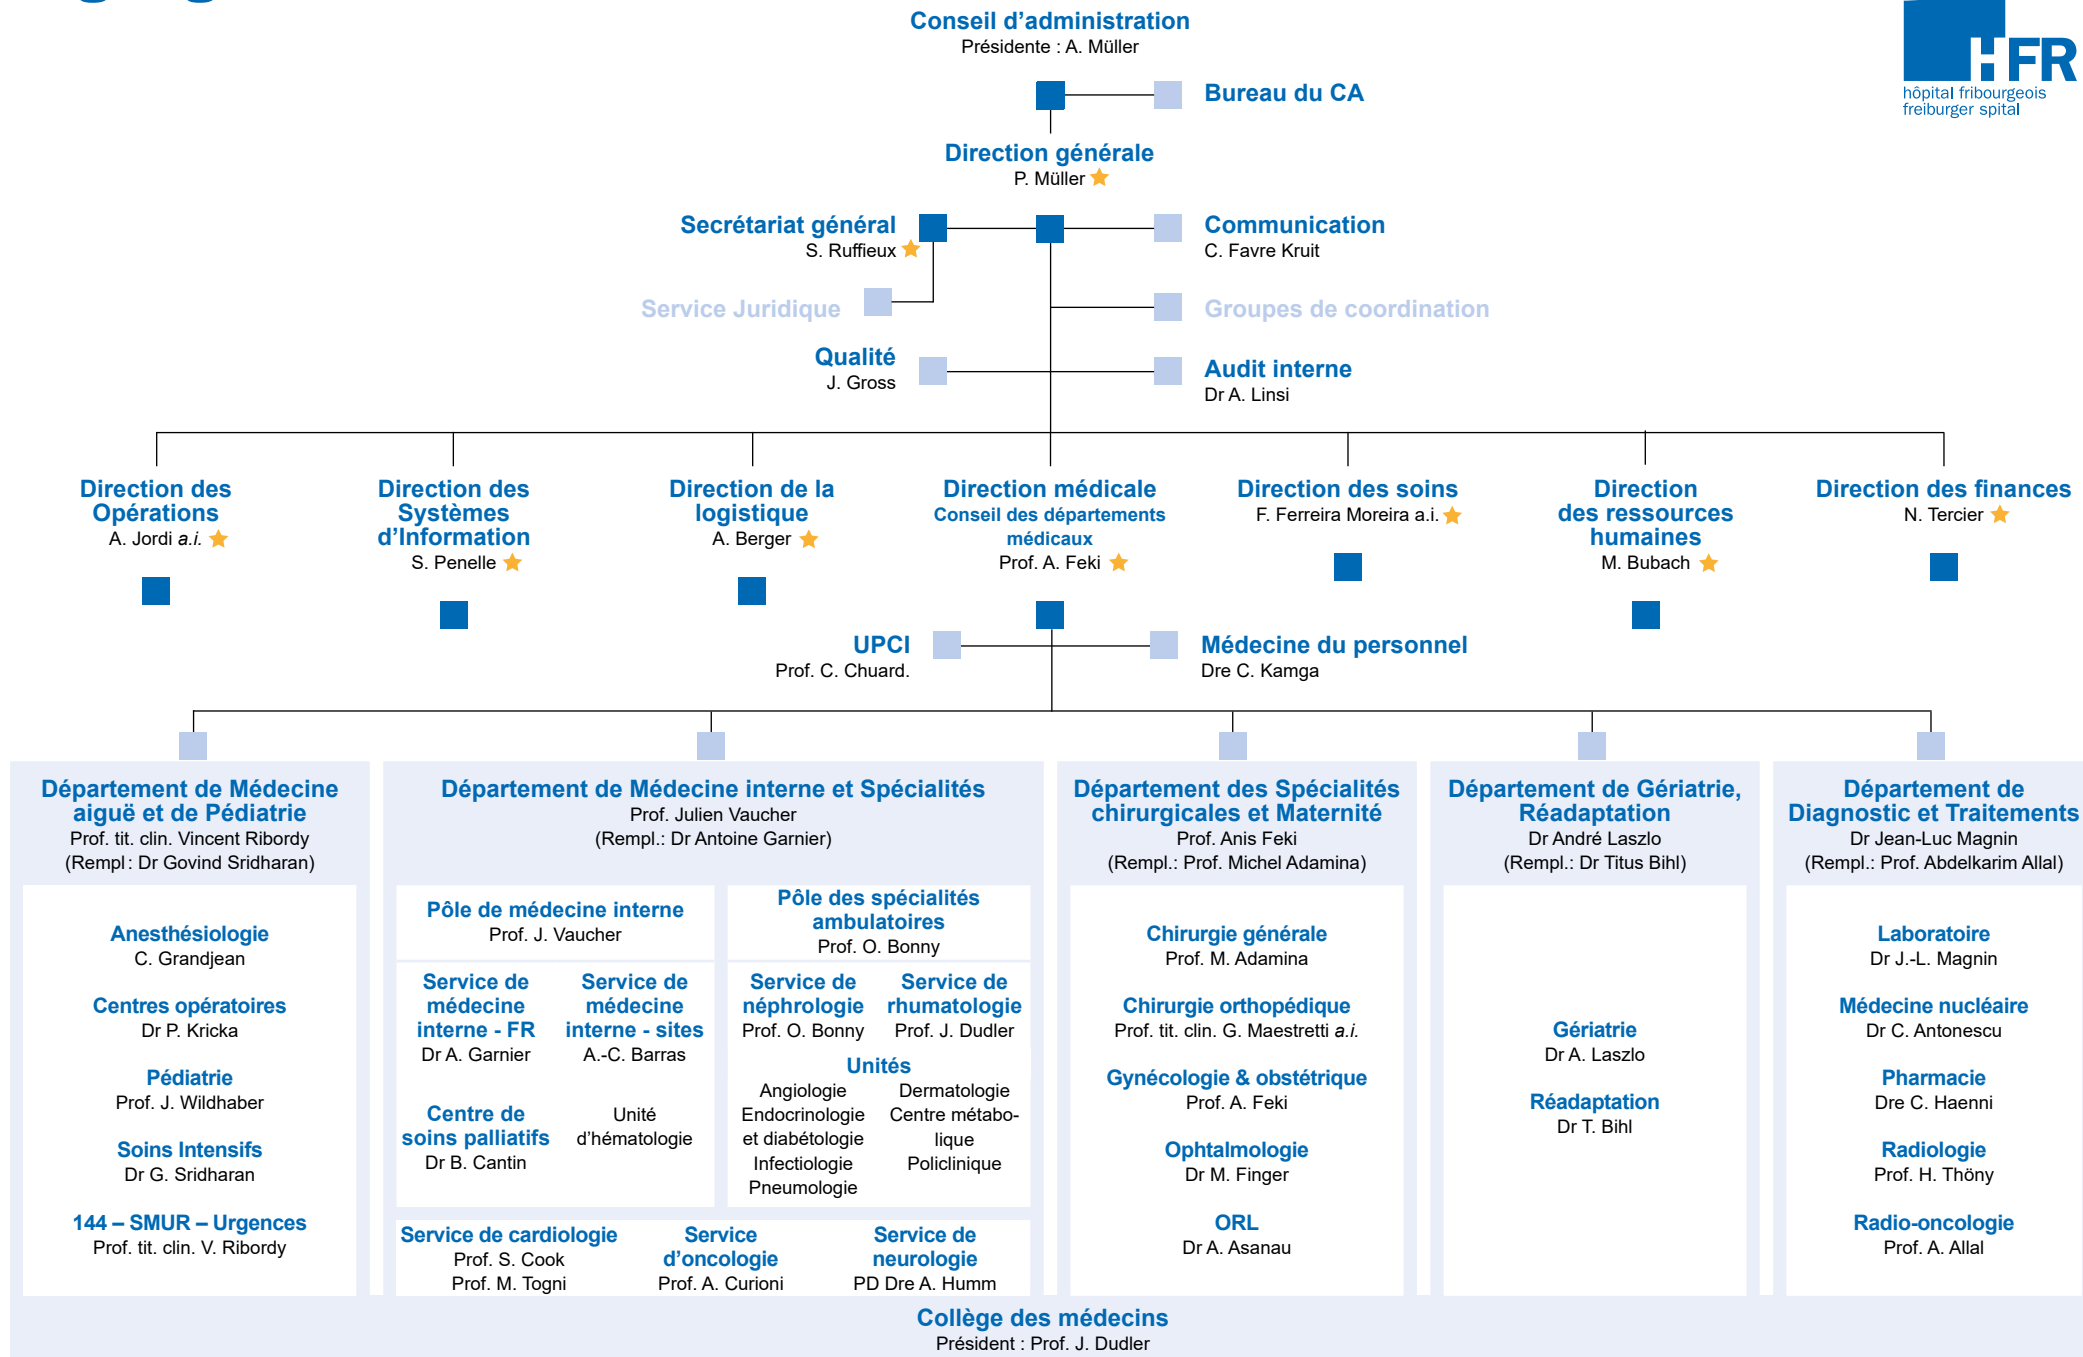 Conseil d’administration
Présidente : A. Müller
HFR
hôpital fribourgeois
freiburger spital
Bureau du CA
Direction générale
P. Müller
Secrétariat général
S. Ruffieux
Communication
C. Favre Kruit
Service Juridique
Groupes de coordination
Qualité
J. Gross
Audit interne
Dr A. Linsi
Direction des
Opérations
A. Jordi a.i.
Direction des
Systèmes
d’Information
S. Penelle
Direction de la
logistique
A. Berger
Direction médicale
Conseil des départements
médicaux
Prof. A. Feki
Direction des soins
F. Ferreira Moreira a.i.
Direction
des ressources
humaines
M. Bubach
Direction des finances
N. Tercier
UPCI
Prof. C. Chuard.
Médecine du personnel
Dre C. Kamga
Département de Médecine
aiguë et de Pédiatrie
Prof. tit. clin. Vincent Ribordy
(Rempl : Dr Govind Sridharan)
Anesthésiologie
C. Grandjean
Centres opératoires
Dr P. Kricka
Pédiatrie
Prof. J. Wildhaber
Soins Intensifs
Dr G. Sridharan
144 – SMUR – Urgences
Prof. tit. clin. V. Ribordy
Département de Médecine interne et Spécialités
Prof. Julien Vaucher
(Rempl.: Dr Antoine Garnier)
Pôle de médecine interne
Prof. J. Vaucher
Service de
médecine
interne - FR
Dr A. Garnier
Service de
médecine
interne - sites
A.-C. Barras
Centre de
soins palliatifs
Dr B. Cantin
Unité
d’hématologie
Pôle des spécialités
ambulatoires
Prof. O. Bonny
Service de
néphrologie
Prof. O. Bonny
Service de
rhumatologie
Prof. J. Dudler
Unités
Angiologie
Endocrinologie
et diabétologie
Infectiologie
Pneumologie
Dermatologie
Centre métabo-
lique
Policlinique
Service de cardiologie
Prof. S. Cook
Prof. M. Togni
Service
d’oncologie
Prof. A. Curioni
Service de
neurologie
PD Dre A. Humm
Département des Spécialités
chirurgicales et Maternité
Prof. Anis Feki
(Rempl.: Prof. Michel Adamina)
Chirurgie générale
Prof. M. Adamina
Chirurgie orthopédique
Prof. tit. clin. G. Maestretti a.i.
Gynécologie & obstétrique
Prof. A. Feki
Ophtalmologie
Dr M. Finger
ORL
Dr A. Asanau
Département de Gériatrie,
Réadaptation
Dr André Laszlo
(Rempl.: Dr Titus Bihl)
Gériatrie
Dr A. Laszlo
Réadaptation
Dr T. Bihl
Département de
Diagnostic et Traitements
Dr Jean-Luc Magnin
(Rempl.: Prof. Abdelkarim Allal)
Laboratoire
Dr J.-L. Magnin
Médecine nucléaire
Dr C. Antonescu
Pharmacie
Dre C. Haenni
Radiologie
Prof. H. Thöny
Radio-oncologie
Prof. A. Allal
Collège des médecins
Président : Prof. J. Dudler